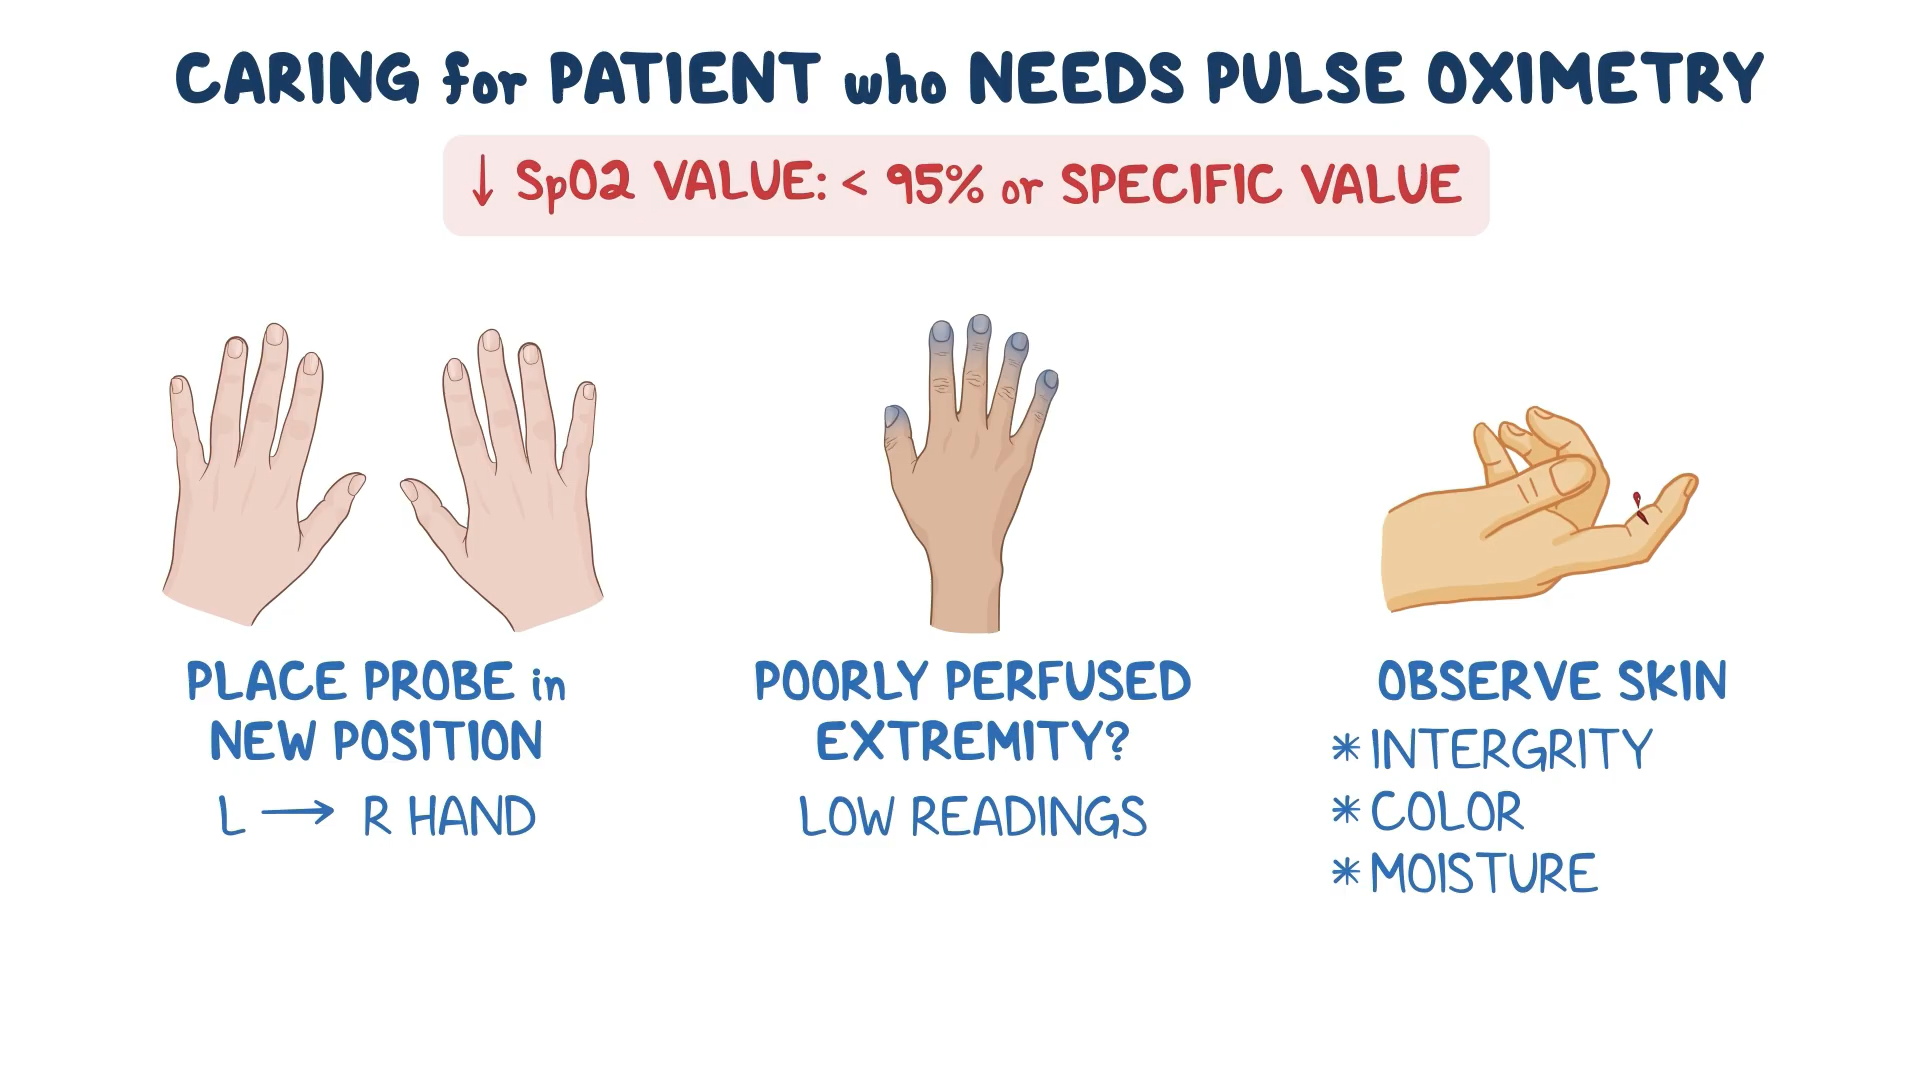 CARING for PATIENT who NEEDS PULSE OXIMETRY
↓ SpO2 VALUE: < 95% or SPECIFIC VALUE
PLACE PROBE in
NEW POSITION
L → R HAND
POORLY PERFUSED
EXTREMITY?
LOW READINGS
OBSERVE SKIN
* INTERGRITY
* COLOR
* MOISTURE